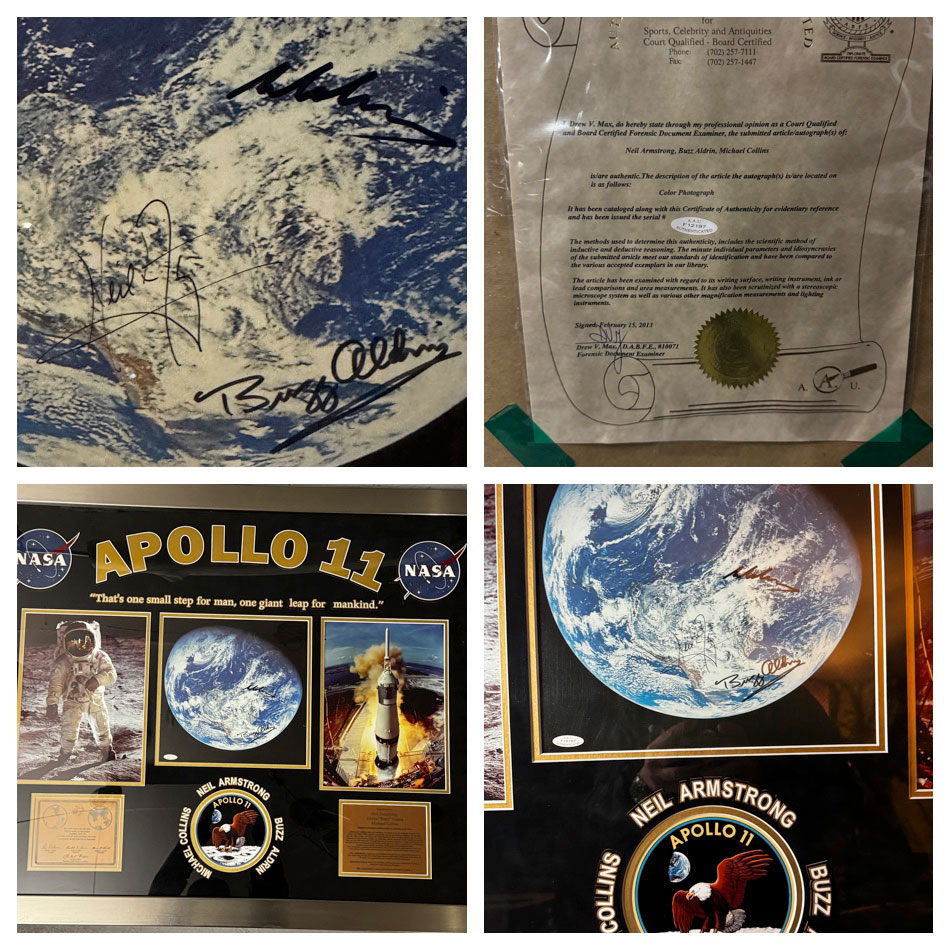 Buzz Aldrin
for
Sports, Celebrity and Antiquities
Court Qualified - Board Certified
Phone: (702) 257-7111
Fax: (702) 257-1447
I, Drew V. Max, do hereby state through my professional opinion as a Court Qualified
and Board Certified Forensic Document Examiner, the submitted article/autograph(s) of:
Neil Armstrong, Buzz Aldrin, Michael Collins
is/are authentic. The description of the article the autograph(s) is/are located on
is as follows:
Color Photograph
It has been cataloged along with this Certificate of Authenticity for evidentiary reference
and has been issued the serial #
A.A.U.
F12197
AUTHENTICATED
The methods used to determine this authenticity, includes the scientific method of
inductive and deductive reasoning. The minute individual parameters and idiosyncrasies
of the submitted article meet our standards of identification and have been compared to
the various accepted exemplars in our library.
The article has been examined with regard to its writing surface, writing instrument, ink or
lead comparisons and area measurements. It has also been scrutinized with a stereoscopic
microscope system as well as various other magnification measurements and lighting
instruments.
Signed: February 15, 2013
Drew V. Max, D.A.B.F.E., #10071
Forensic Document Examiner
A. A U.
NASA
APOLLO 11
NASA
"That's one small step for man, one giant leap for mankind."
NEIL ARMSTRONG
MICHAEL COLLINS
BUZZ ALDRIN
APOLLO 11
Buzz Aldrin
NEIL ARMSTRONG
COLLINS
BUZZ
APOLLO 11